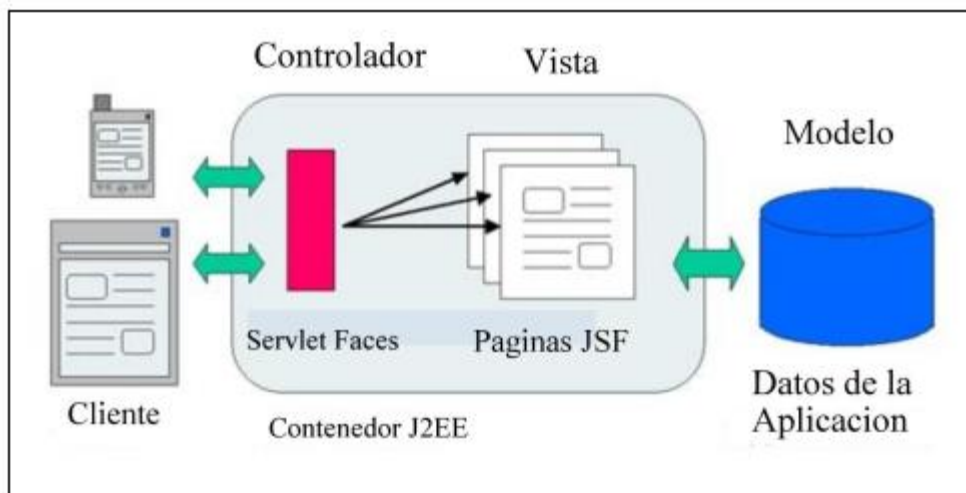 Controlador
Vista
Modelo
Servlet Faces
Paginas JSF
Cliente
Contenedor J2EE
Datos de la
Aplicacion